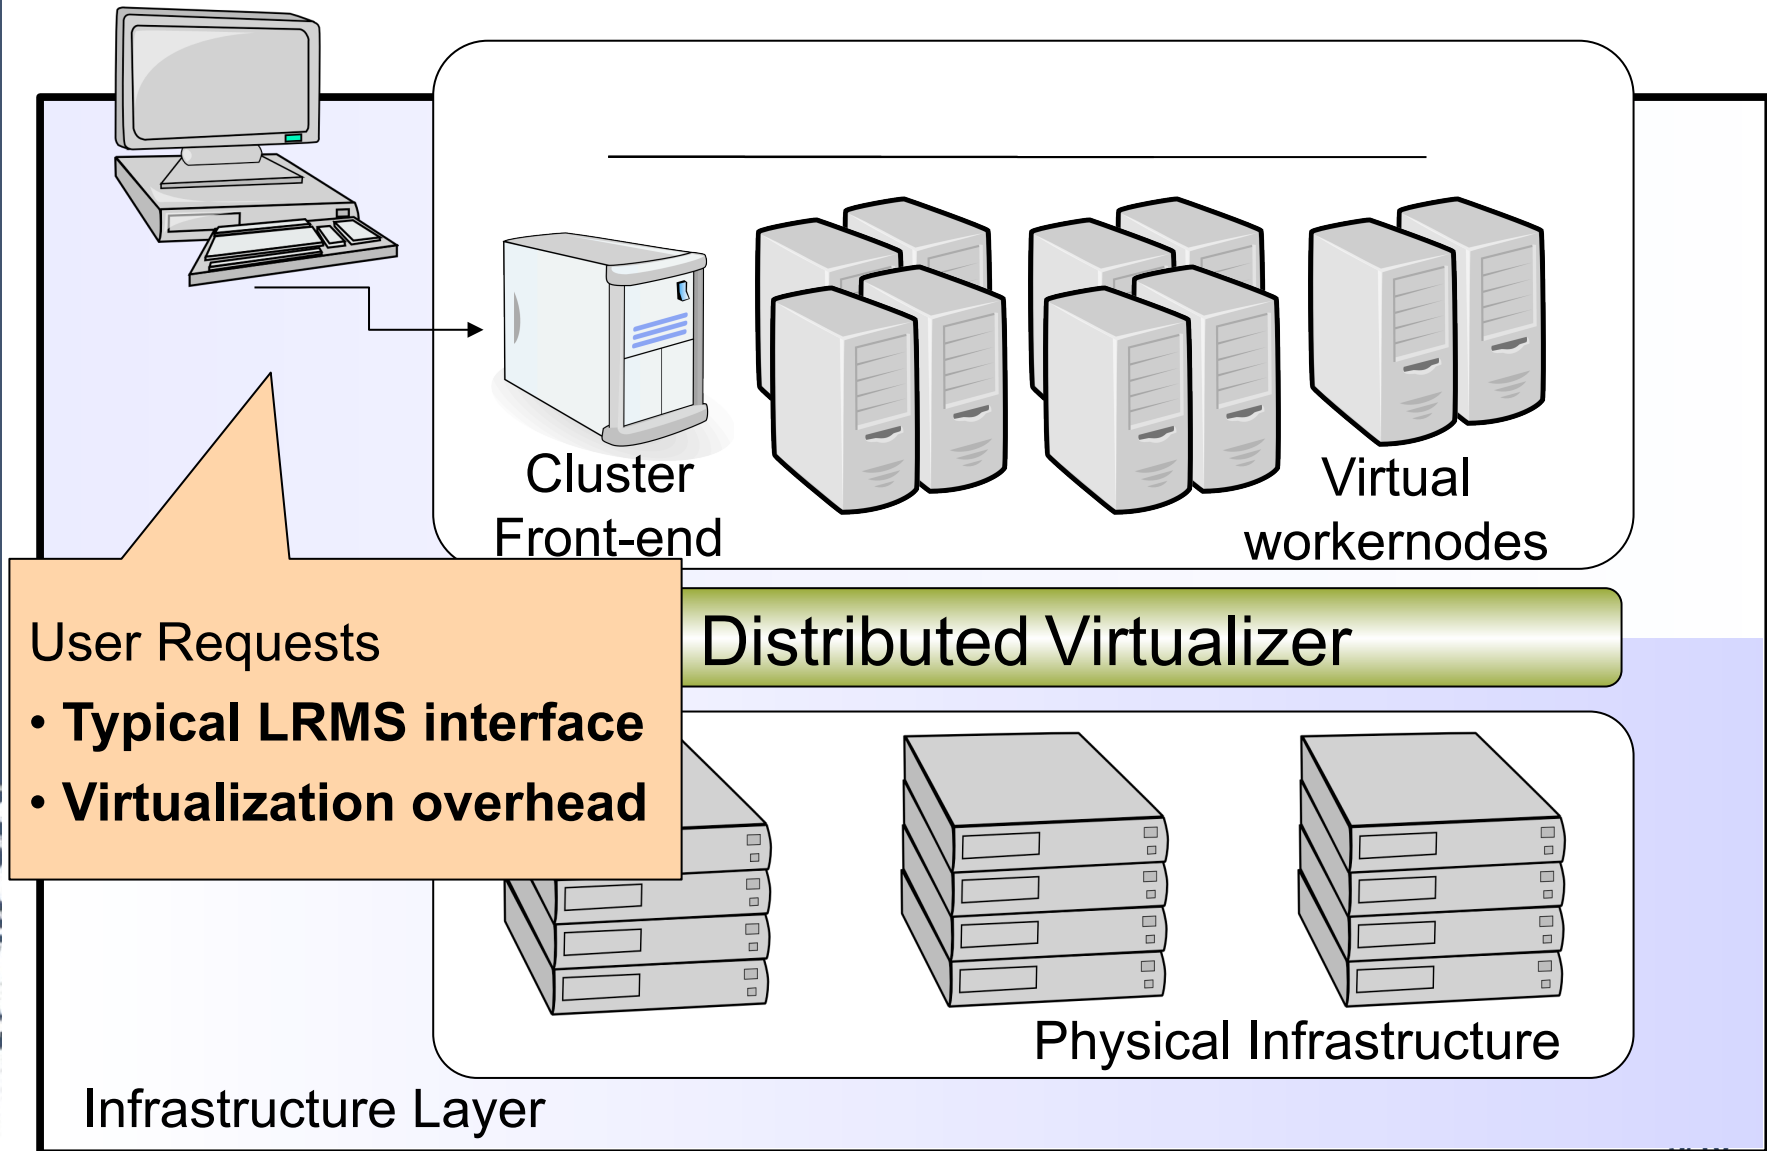 Cluster
Front-end
Virtual
workernodes
User Requests
• Typical LRMS interface
• Virtualization overhead
Distributed Virtualizer
Physical Infrastructure
Infrastructure Layer